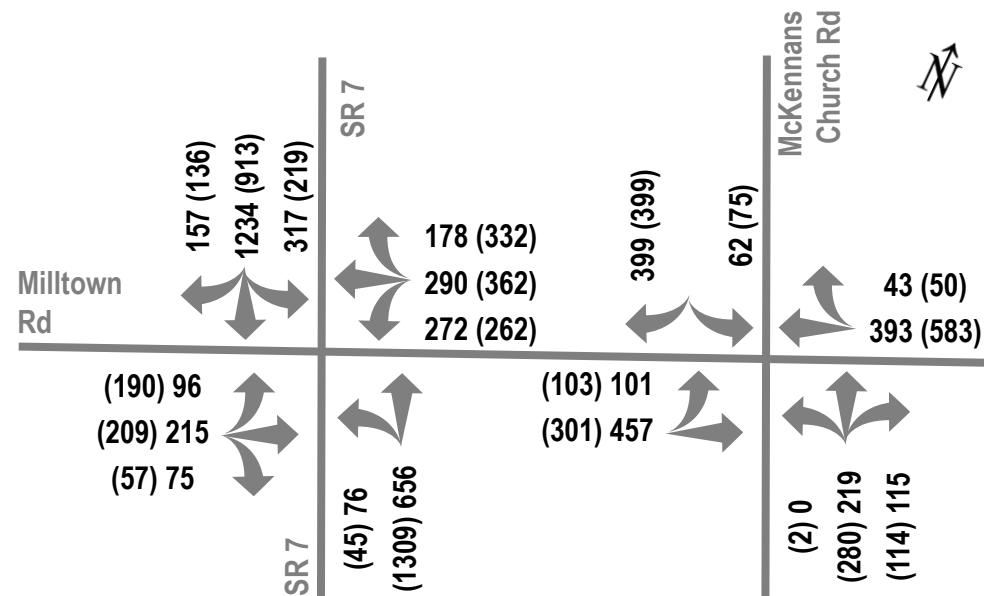 McKennans
Church Rd
N
SR 7
157 (136)
1234 (913)
317 (219)
178 (332)
290 (362)
272 (262)
399 (399)
62 (75)
43 (50)
393 (583)
Milltown
Rd
(190) 96
(209) 215
(57) 75
(103) 101
(301) 457
SR 7
(45) 76
(1309) 656
(2) 0
(280) 219
(114) 115